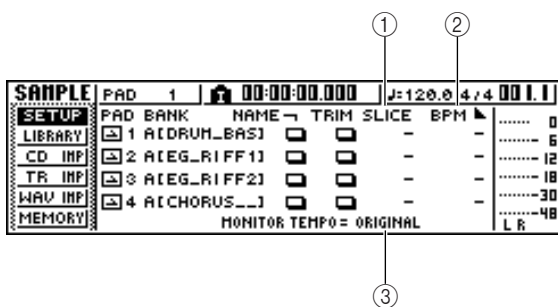 ① ②
SAMPLE PAD 1 00:00:00.000 ♩=120.0 4/4 001.1
SETUP PAD BANK NAME TRIM SLICE BPM 0
LIBRARY 1 A[DRUM_BAS] - - 6
CD IMP 2 A[EG_RIFF1] - - 12
TR IMP 3 A[EG_RIFF2] - - 18
WAV IMP 4 A[CHORUS__] - - 30
MEMORY MONITOR TEMPO= ORIGINAL 48
L R
③